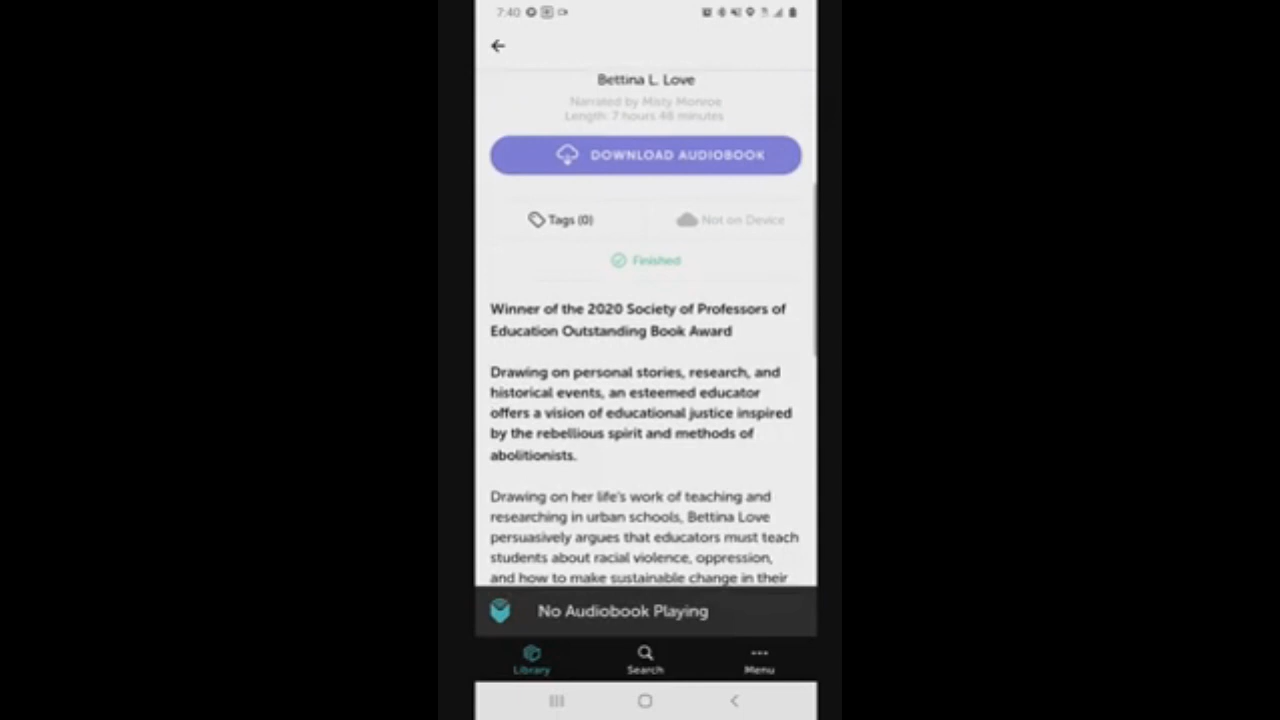 7:40
Bettina L. Love
Narrated by Misty Monroe
Length: 7 hours 48 minutes
DOWNLOAD AUDIOBOOK
Tags (0)
Not on Device
Finished
Winner of the 2020 Society of Professors of
Education Outstanding Book Award
Drawing on personal stories, research, and
historical events, an esteemed educator
offers a vision of educational justice inspired
by the rebellious spirit and methods of
abolitionists.
Drawing on her life's work of teaching and
researching in urban schools, Bettina Love
persuasively argues that educators must teach
students about racial violence, oppression,
and how to make sustainable change in their
No Audiobook Playing
Library
Search
Menu